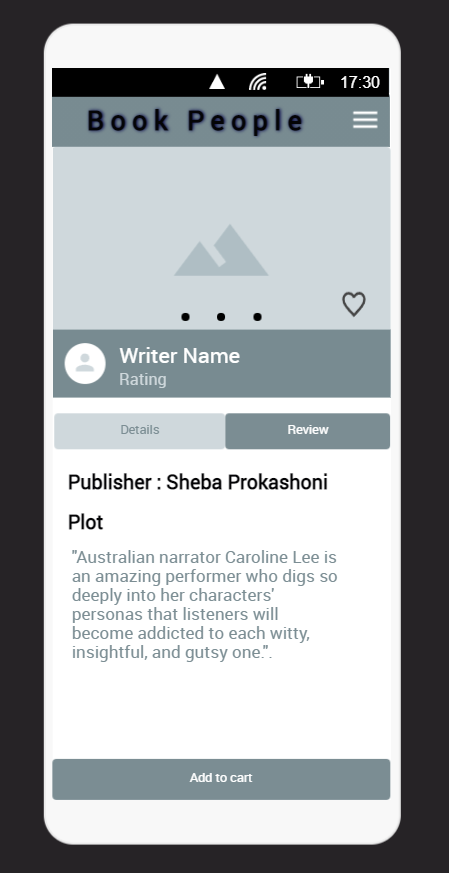 17:30
Book People
Writer Name
Rating
Details
Review
Publisher : Sheba Prokashoni
Plot
"Australian narrator Caroline Lee is
an amazing performer who digs so
deeply into her characters'
personas that listeners will
become addicted to each witty,
insightful, and gutsy one.".
Add to cart